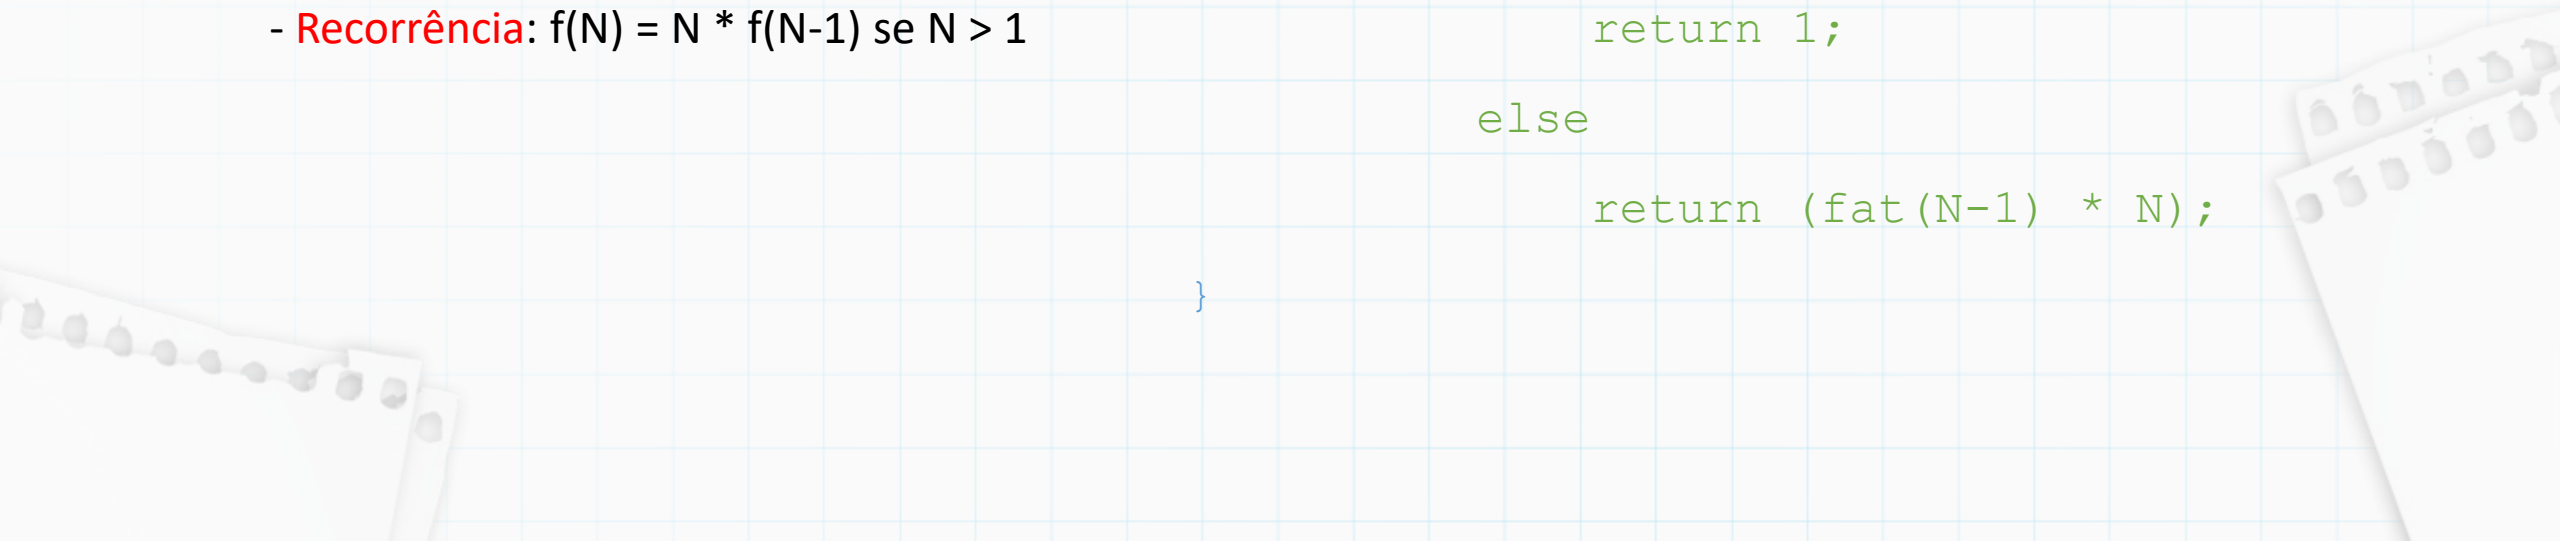 - Recorrência: f(N) = N * f(N-1) se N > 1
return 1;
else
return (fat(N-1) * N);
}